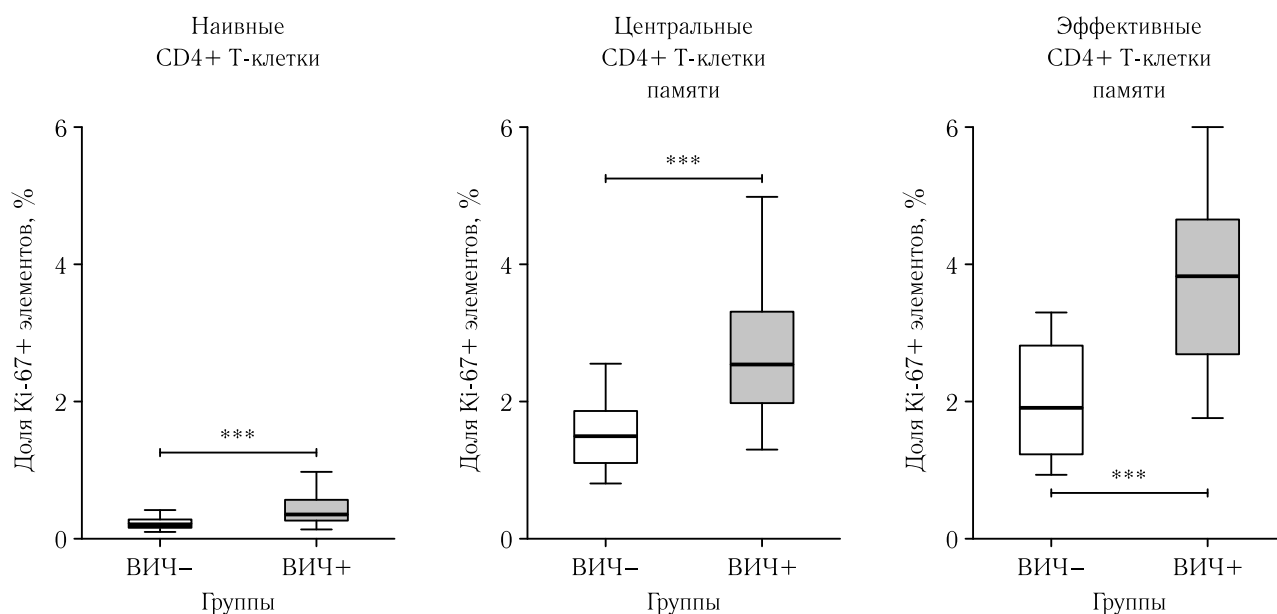 Наивные
CD4+ Т-клетки
Доля Ki-67+ элементов, %
6
4
2
0
***
ВИЧ–
ВИЧ+
Группы
Центральные
CD4+ Т-клетки
памяти
Доля Ki-67+ элементов, %
6
4
2
0
***
ВИЧ–
ВИЧ+
Группы
Эффективные
CD4+ Т-клетки
памяти
Доля Ki-67+ элементов, %
6
4
2
0
***
ВИЧ–
ВИЧ+
Группы